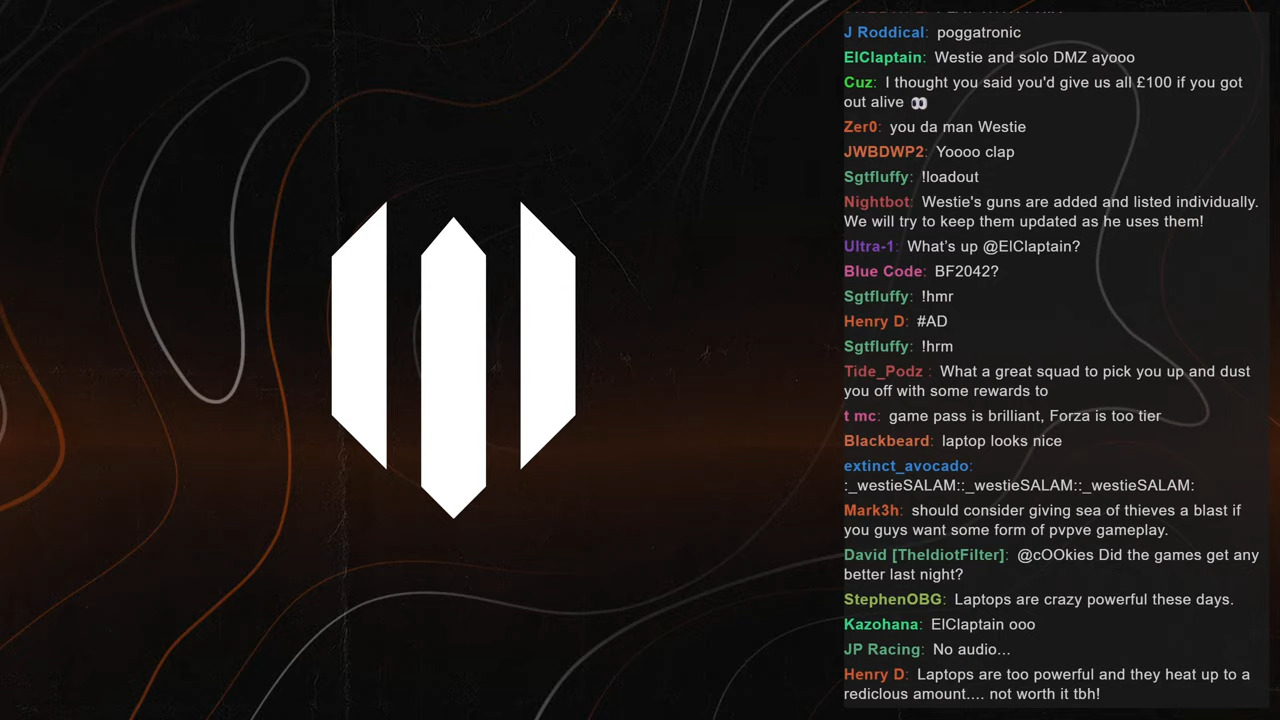 J Roddical: poggatronic
ElClaptain: Westie and solo DMZ ayooo
Cuz: I thought you said you'd give us all £100 if you got
out alive 👀
Zer0: you da man Westie
JWBDWP2: Yoooo clap
Sgtfluffy: !loadout
Nightbot: Westie's guns are added and listed individually.
We will try to keep them updated as he uses them!
Ultra-1: What's up @ElClaptain?
Blue Code: BF2042?
Sgtfluffy: !hmr
Henry D: #AD
Sgtfluffy: !hrm
Tide_Podz : What a great squad to pick you up and dust
you off with some rewards to
t mc: game pass is brilliant, Forza is too tier
Blackbeard: laptop looks nice
extinct_avocado:
:_westieSALAM::_westieSALAM::_westieSALAM:
Mark3h: should consider giving sea of thieves a blast if
you guys want some form of pvpve gameplay.
David [TheIdiotFilter]: @cOOkies Did the games get any
better last night?
StephenOBG: Laptops are crazy powerful these days.
Kazohana: ElClaptain ooo
JP Racing: No audio...
Henry D: Laptops are too powerful and they heat up to a
rediclous amount.... not worth it tbh!